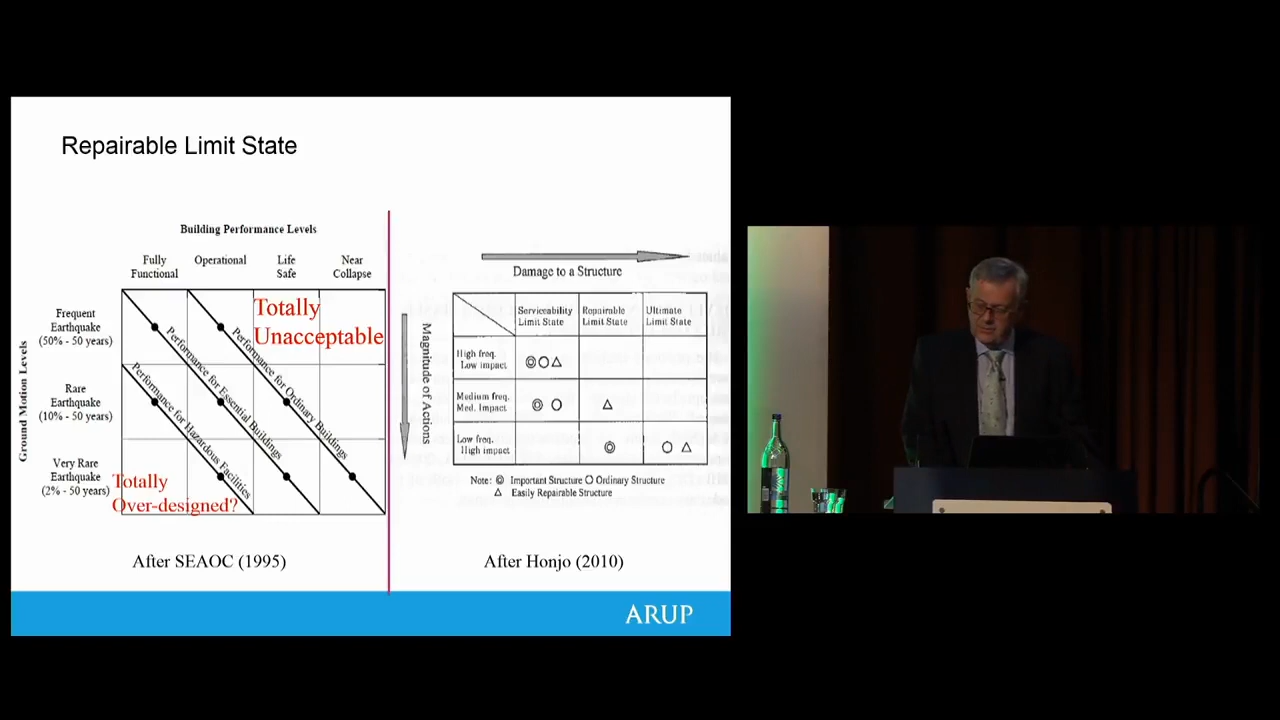 Repairable Limit State
Building Performance Levels
Fully
Functional
Operational
Life
Safe
Near
Collapse
Ground Motion Levels
Frequent
Earthquake
(50% - 50 years)
Rare
Earthquake
(10% - 50 years)
Very Rare
Earthquake
(2% - 50 years)
Performance for Ordinary Buildings
Performance for Essential Buildings
Performance for Hazardous Facilities
Totally
Unacceptable
Totally
Over-designed?
After SEAOC (1995)
Damage to a Structure
Magnitude of Actions
Serviceability
Limit State
Repairable
Limit State
Ultimate
Limit State
High freq.
Low impact
Medium freq.
Med. Impact
Low freq.
High impact
Note: ◎ Important Structure ○ Ordinary Structure
△ Easily Repairable Structure
After Honjo (2010)
ARUP